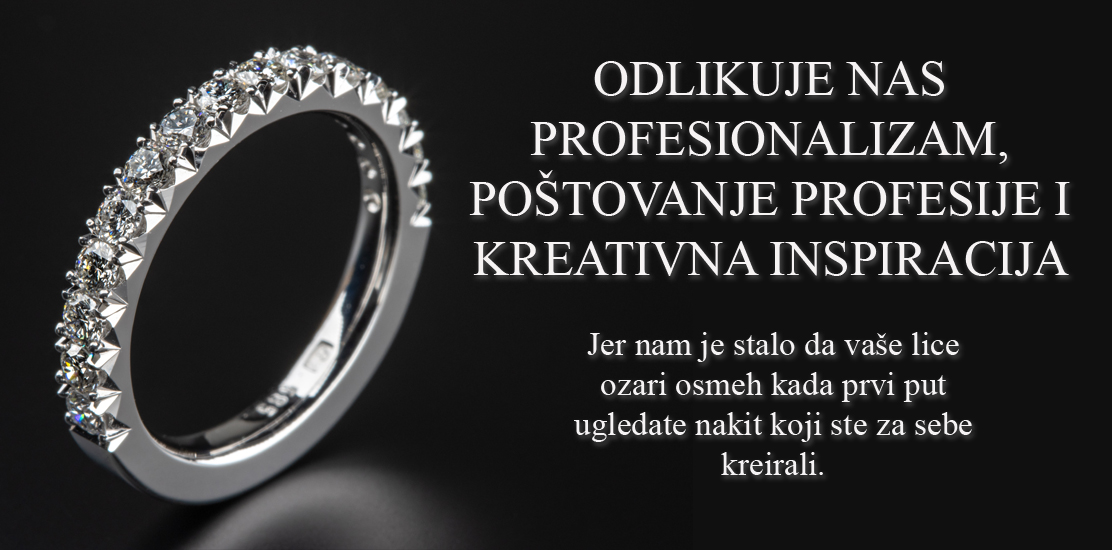 ODLIKUJE NAS
PROFESIONALIZAM,
POŠTOVANJE PROFESIJE I
KREATIVNA INSPIRACIJA
Jer nam je stalo da vaše lice
ozari osmeh kada prvi put
ugledate nakit koji ste za sebe
kreirali.
585